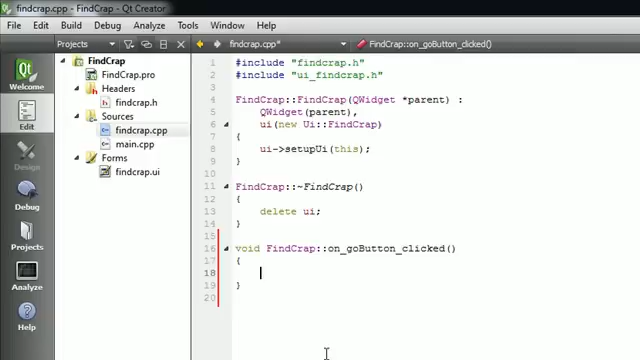 findcrap.cpp - FindCrap - Qt Creator
File Edit Build Debug Analyze Tools Window Help
Projects findcrap.cpp* FindCrap::on_goButton_clicked()
Welcome
Edit
Design
Debug
Projects
Analyze
Help
FindCrap
FindCrap.pro
Headers
findcrap.h
Sources
findcrap.cpp
main.cpp
Forms
findcrap.ui
1 #include "findcrap.h"
2 #include "ui_findcrap.h"
3
4 FindCrap::FindCrap(QWidget *parent) :
5 QWidget(parent),
6 ui(new Ui::FindCrap)
7 {
8 ui->setupUi(this);
9 }
10
11 FindCrap::~FindCrap()
12 {
13 delete ui;
14 }
15
16 void FindCrap::on_goButton_clicked()
17 {
18
19 }
20